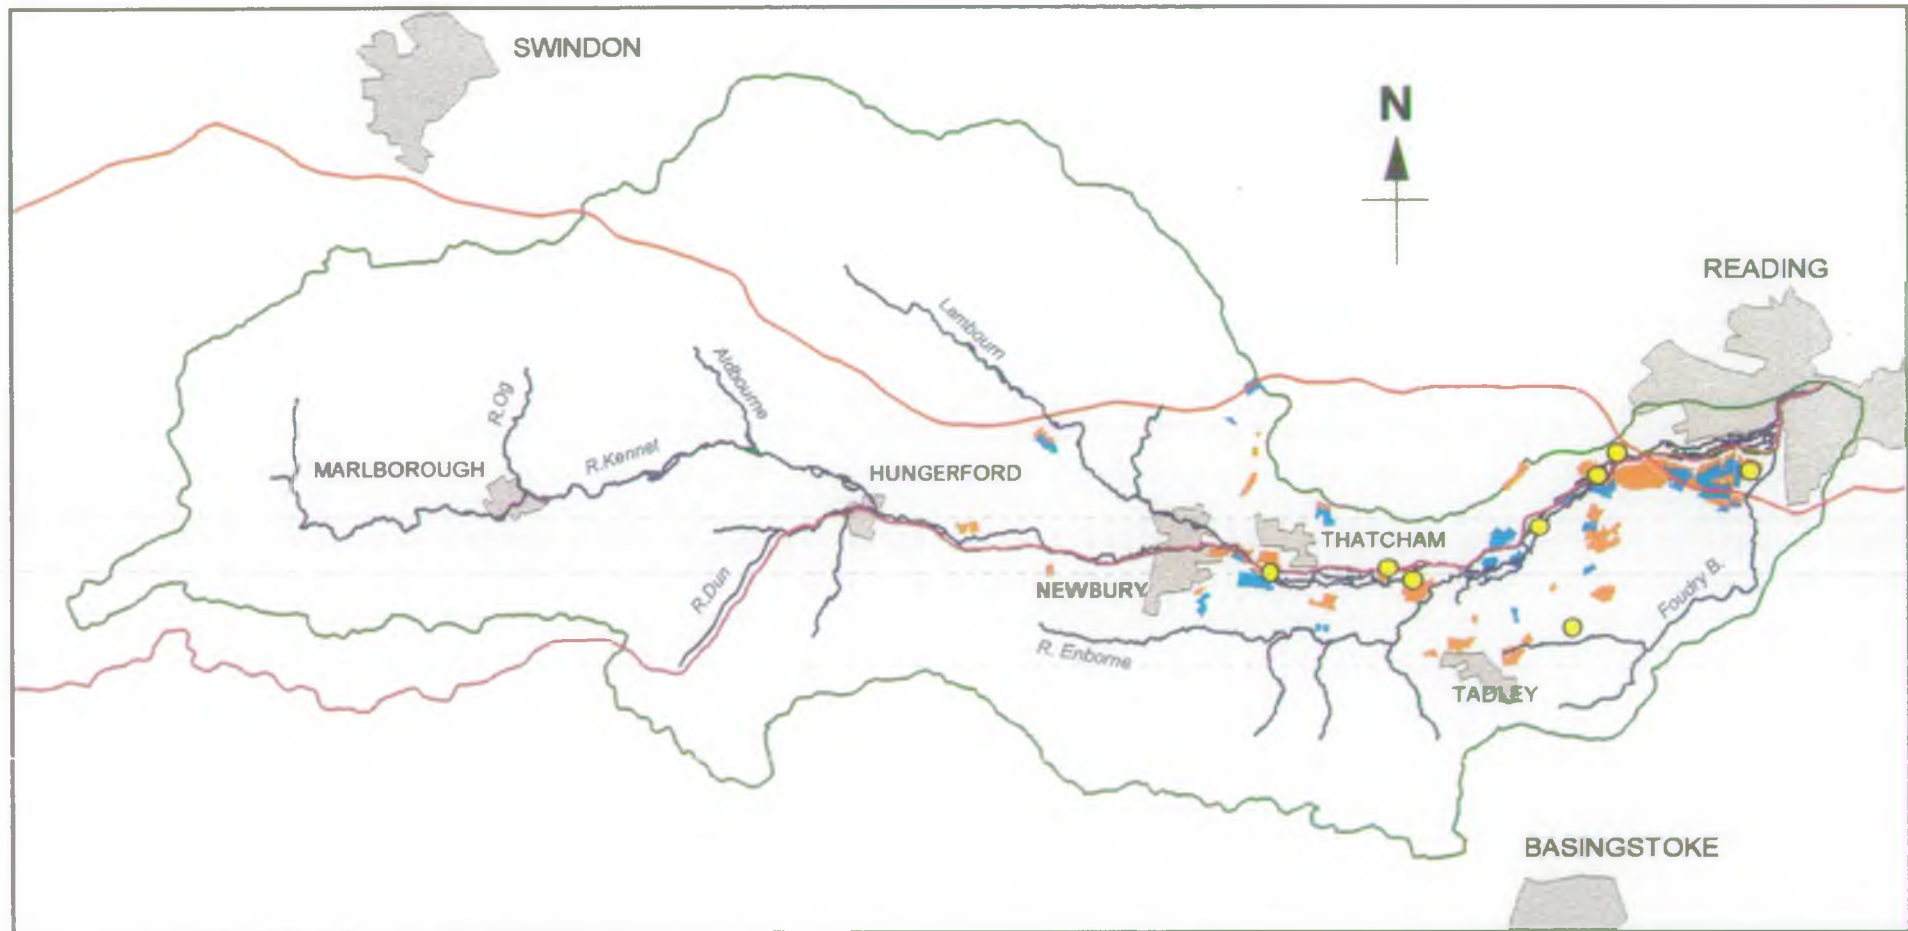 SWINDON
N
READING
Lambourn
Aldbourne
R.Og
R.Kennet
MARLBOROUGH
HUNGERFORD
THATCHAM
NEWBURY
R.Dun
Foudry B.
R. Enborne
TADLEY
BASINGSTOKE